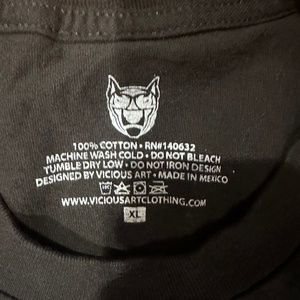 100% COTTON • RN#140632
MACHINE WASH COLD • DO NOT BLEACH
TUMBLE DRY LOW • DO NOT IRON DESIGN
DESIGNED BY VICIOUS ART • MADE IN MEXICO
WWW.VICIOUSARTCLOTHING.COM
XL